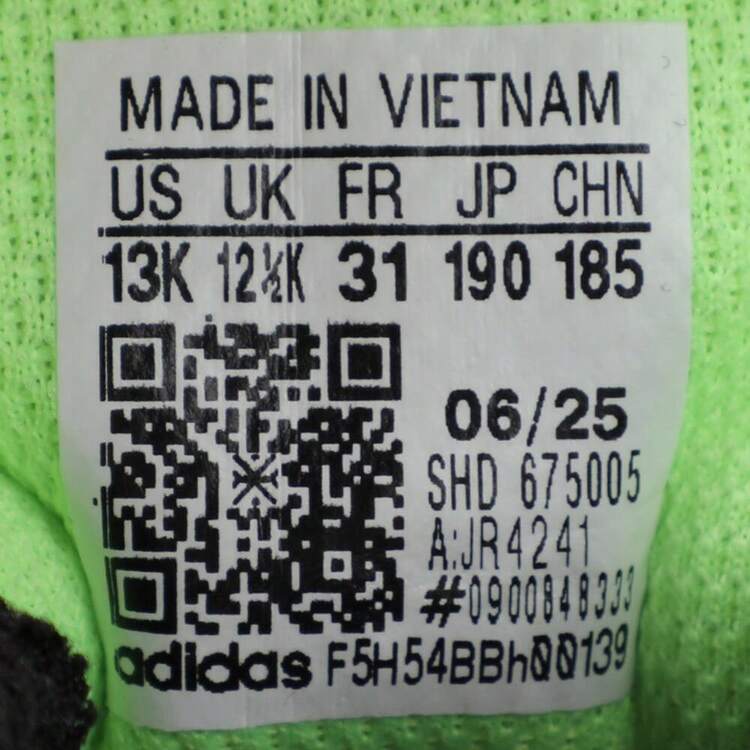 MADE IN VIETNAM
US UK FR JP CHN
13K 12½K 31 190 185
06/25
SHD 675005
A:JR4241
#0900848333
adidas F5H54BBh00139